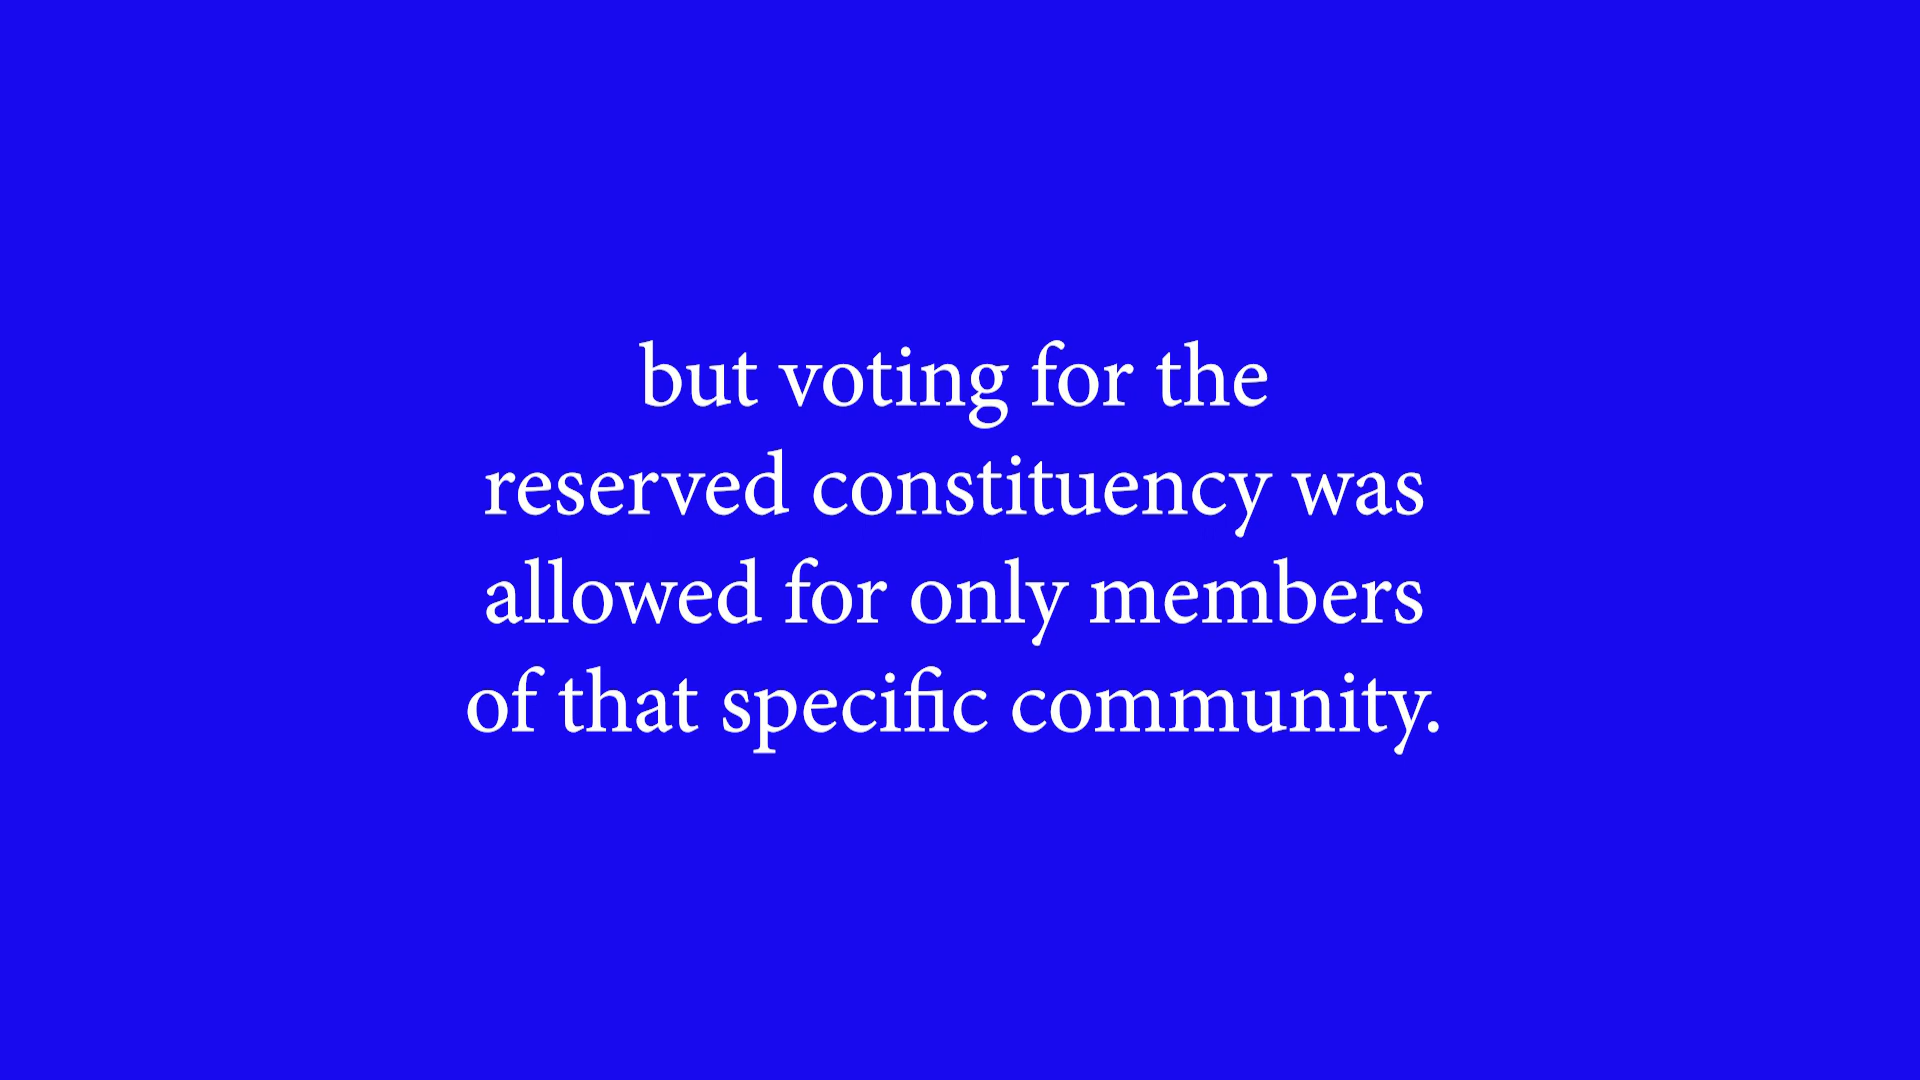 but voting for the
reserved constituency was
allowed for only members
of that specific community.